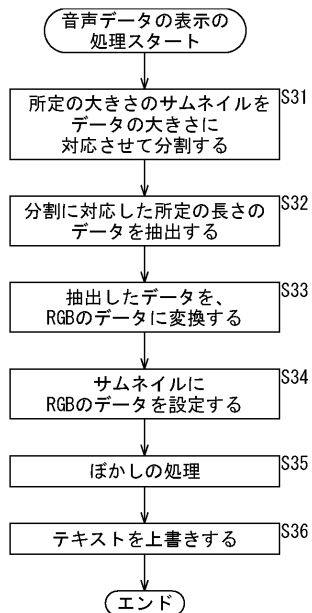 音声データの表示の
処理スタート
S31
所定の大きさのサムネイルを
データの大きさに
対応させて分割する
S32
分割に対応した所定の長さの
データを抽出する
S33
抽出したデータを、
RGBのデータに変換する
S34
サムネイルに
RGBのデータを設定する
S35
ぼかしの処理
S36
テキストを上書きする
エンド